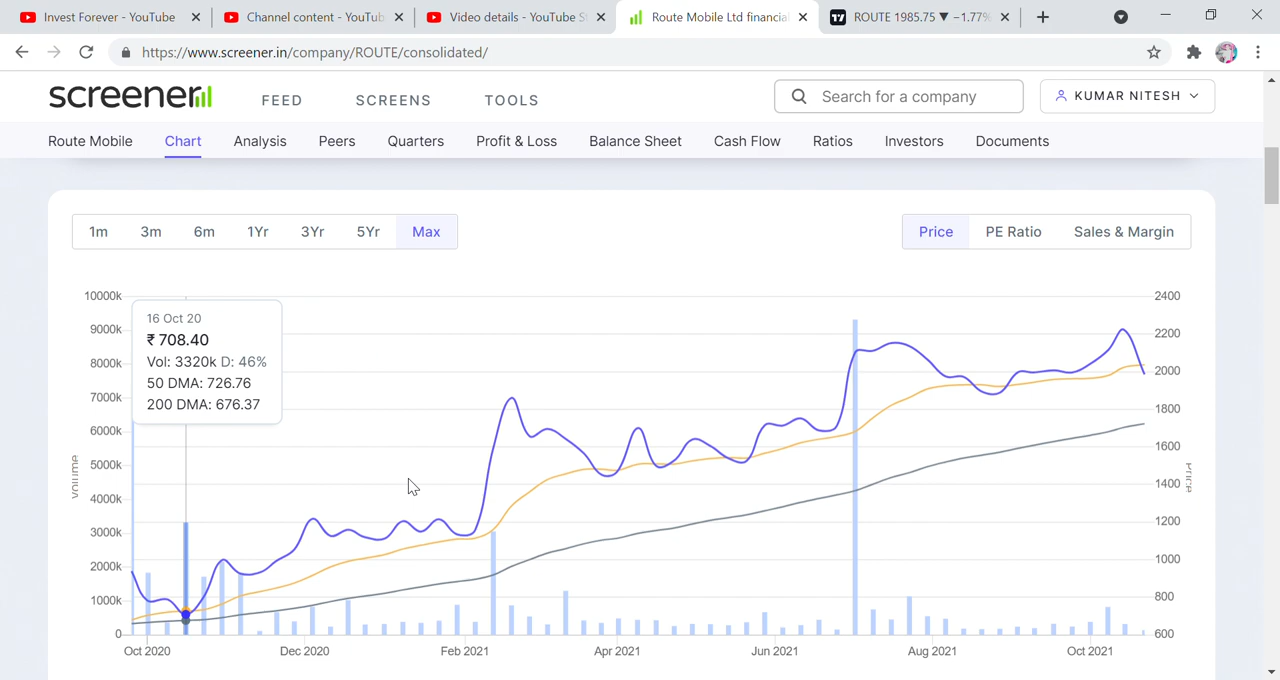 Invest Forever - YouTube
Channel content - YouTub
Video details - YouTube S
Route Mobile Ltd financial
ROUTE 1985.75 ▼ −1.77%
https://www.screener.in/company/ROUTE/consolidated/
screener
FEED SCREENS TOOLS
Search for a company
KUMAR NITESH
Route Mobile Chart Analysis Peers Quarters Profit & Loss Balance Sheet Cash Flow Ratios Investors Documents
1m 3m 6m 1Yr 3Yr 5Yr Max
Price PE Ratio Sales & Margin
10000k
9000k
8000k
7000k
6000k
5000k
4000k
3000k
2000k
1000k
0
volume
16 Oct 20
₹ 708.40
Vol: 3320k D: 46%
50 DMA: 726.76
200 DMA: 676.37
2400
2200
2000
1800
1600
1400
1200
1000
800
600
Price
Oct 2020 Dec 2020 Feb 2021 Apr 2021 Jun 2021 Aug 2021 Oct 2021